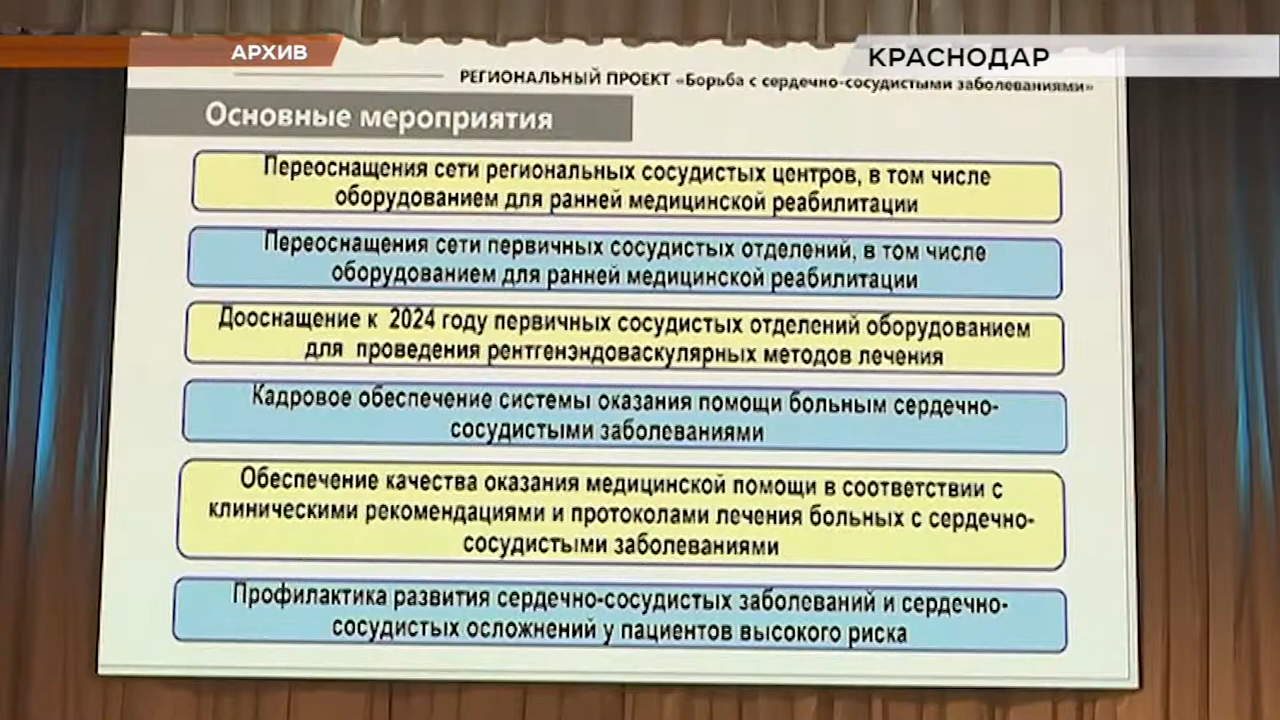 АРХИВ
КРАСНОДАР
РЕГИОНАЛЬНЫЙ ПРОЕКТ «Борьба с сердечно-сосудистыми заболеваниями»
Основные мероприятия
Переоснащения сети региональных сосудистых центров, в том числе
оборудованием для ранней медицинской реабилитации
Переоснащения сети первичных сосудистых отделений, в том числе
оборудованием для ранней медицинской реабилитации
Дооснащение к 2024 году первичных сосудистых отделений оборудованием
для проведения рентгенэндоваскулярных методов лечения
Кадровое обеспечение системы оказания помощи больным сердечно-
сосудистыми заболеваниями
Обеспечение качества оказания медицинской помощи в соответствии с
клиническими рекомендациями и протоколами лечения больных с сердечно-
сосудистыми заболеваниями
Профилактика развития сердечно-сосудистых заболеваний и сердечно-
сосудистых осложнений у пациентов высокого риска